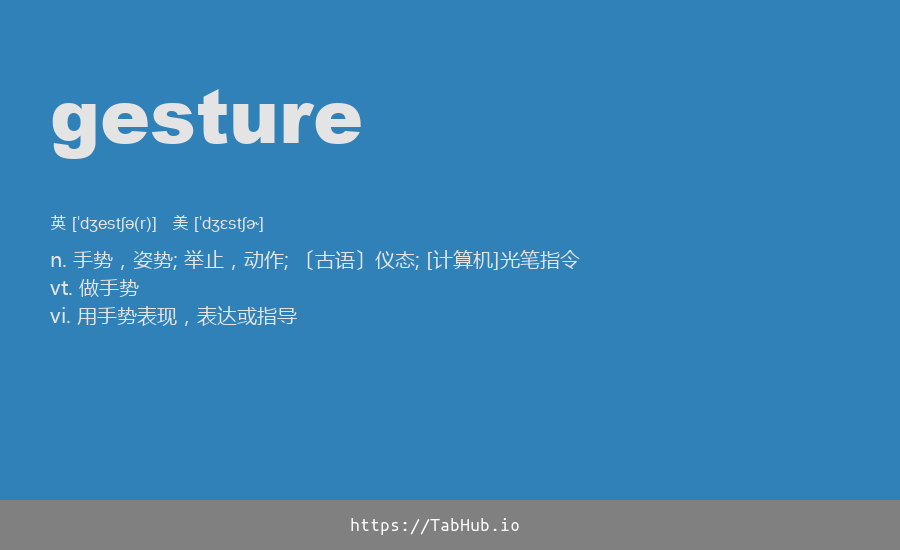 gesture
英 [ˈdʒestʃə(r)] 美 [ˈdʒɛstʃɚ]
n. 手势，姿势; 举止，动作; 〔古语〕仪态; [计算机]光笔指令
vt. 做手势
vi. 用手势表现，表达或指导
https://TabHub.io